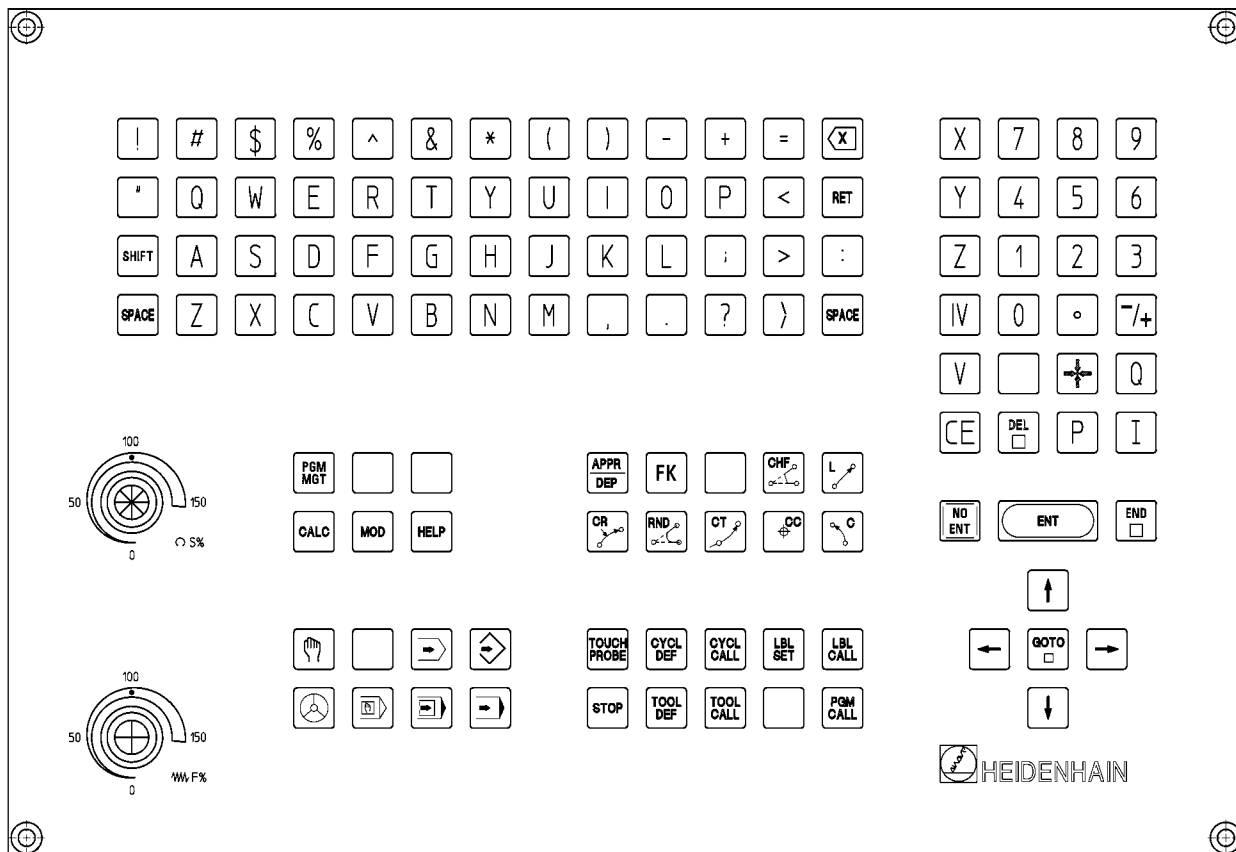 ! # $ % ^ & * ( ) - + = X
" Q W E R T Y U I O P < RET
SHIFT A S D F G H J K L ; > :
SPACE Z X C V B N M , . ? } SPACE
X 7 8 9
Y 4 5 6
Z 1 2 3
IV 0 ∘ -/+
V Q
CE DEL P I
NO ENT
ENT
END
GOTO
100
50 150
0
S%
PGM
MGT
CALC MOD HELP
APPR
DEP
FK
CHF
L
CR RND CT CC C
100
50 150
0
F%
TOUCH
PROBE
CYCL
DEF
CYCL
CALL
LBL
SET
LBL
CALL
STOP
TOOL
DEF
TOOL
CALL
PGM
CALL
HEIDENHAIN